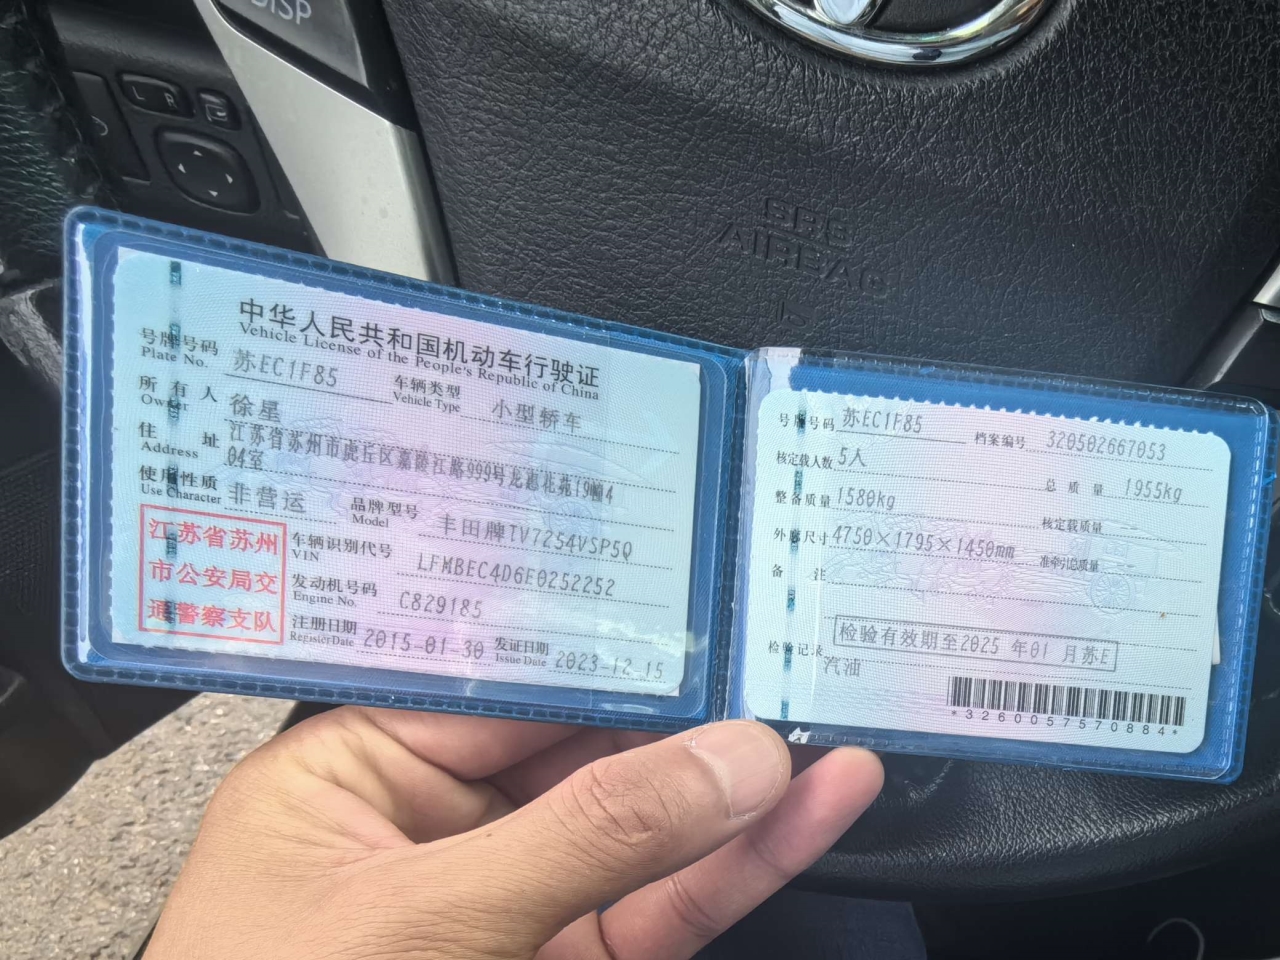 DISP
L R
SRS
AIRBAG
中华人民共和国机动车行驶证
Vehicle License of the People's Republic of China
号牌号码 苏EC1F85 车辆类型 小型轿车
Plate No. Vehicle Type
所有人 徐星
Owner
住址 江苏省苏州市虎丘区嘉陵江路999号龙惠花苑19幢4
Address 04室
使用性质 非营运 品牌型号 丰田牌TV7254VSP5Q
Use Character Model
江苏省苏州
市公安局交
通警察支队
车辆识别代号 LFMBEC4D6E0252252
VIN
发动机号码 C829185
Engine No.
注册日期 2015-01-30 发证日期 2023-12-15
Register Date Issue Date
号牌号码 苏EC1F85 档案编号 320502667053
核定载人数 5人 总质量 1955kg
整备质量 1580kg 核定载质量
外廓尺寸 4750×1795×1450mm 准牵引总质量
备注
检验有效期至2025年01月苏E
检验记录
汽油
*3260057570884*